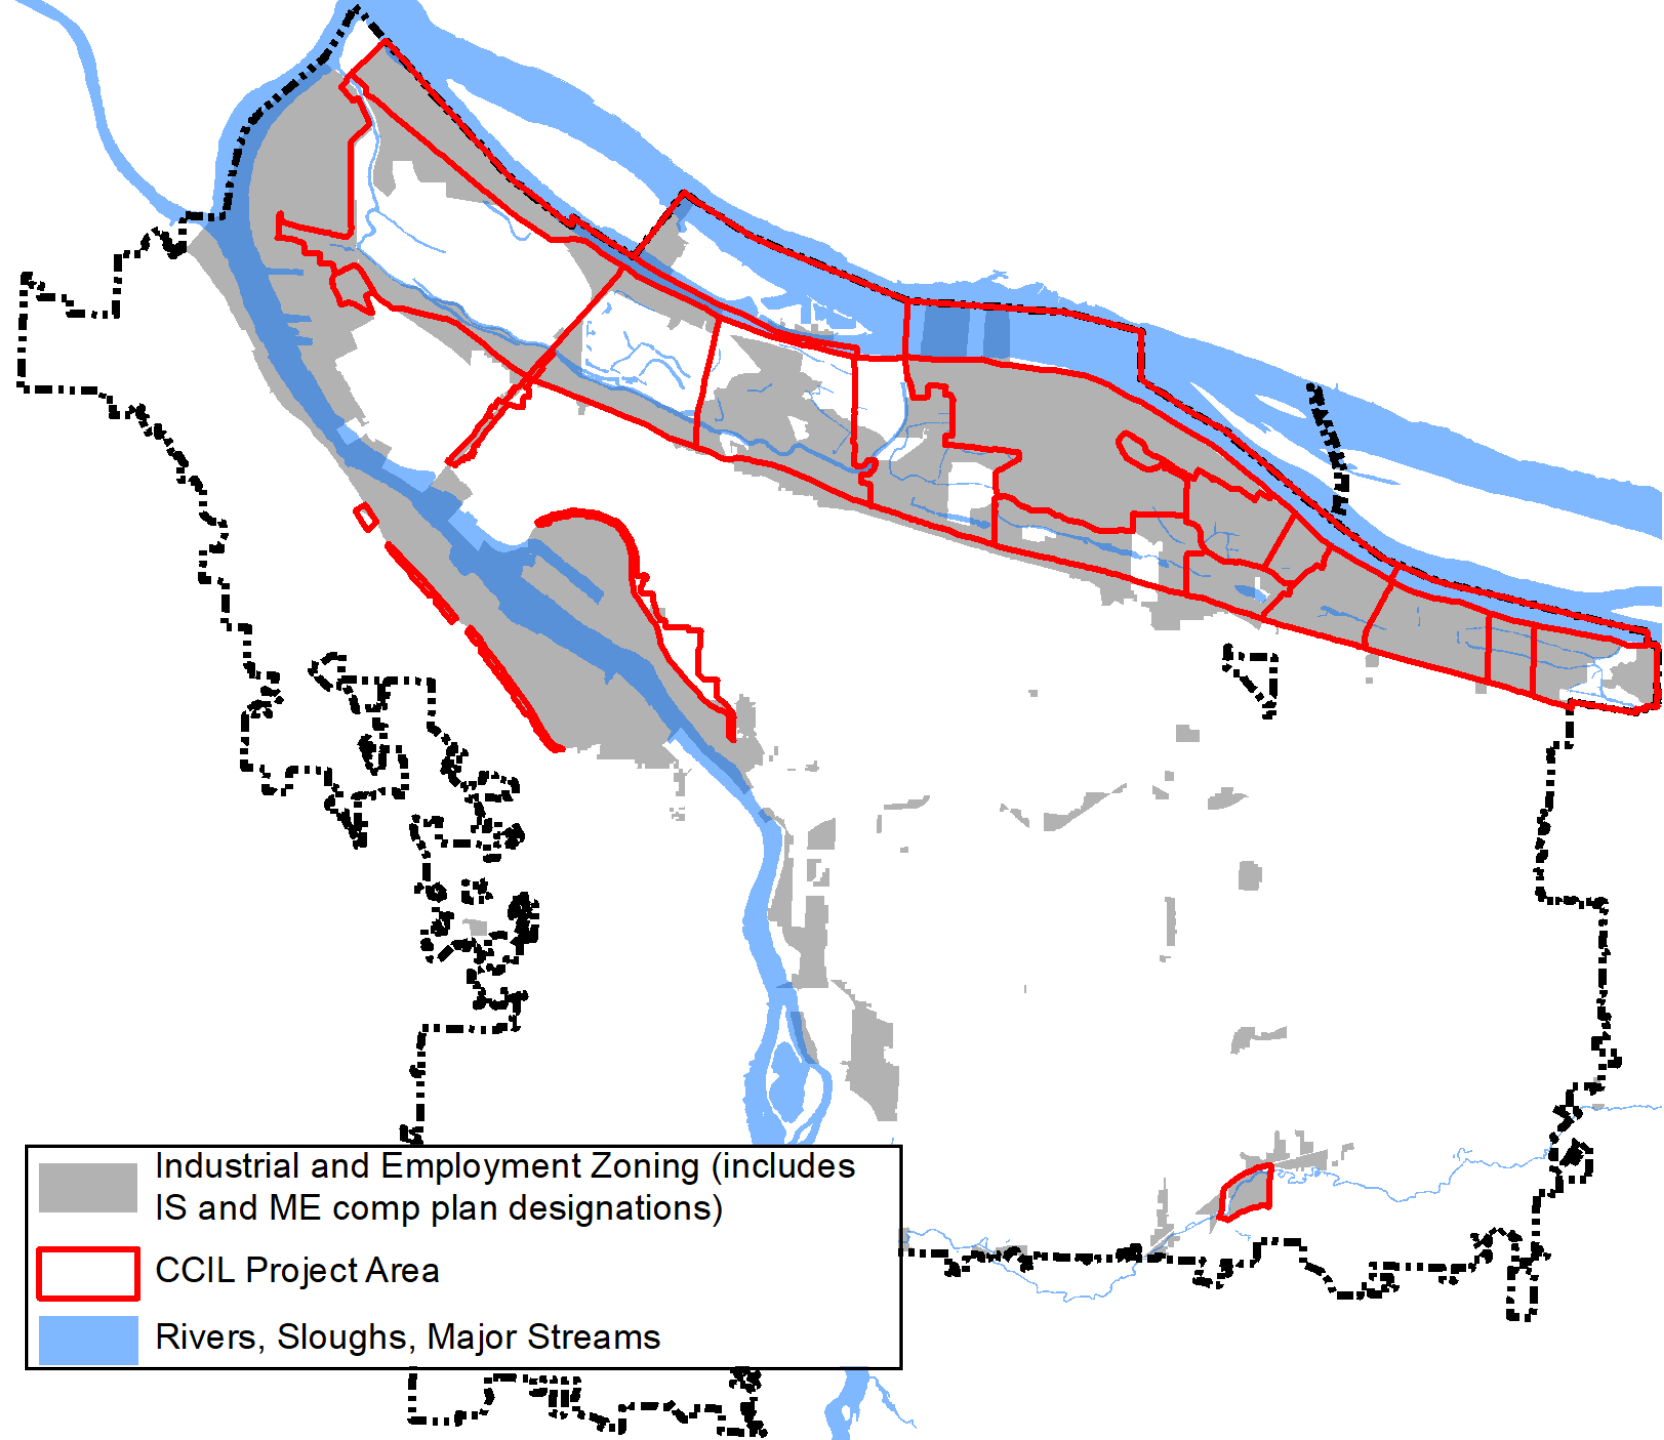 Industrial and Employment Zoning (includes
IS and ME comp plan designations)
CCIL Project Area
Rivers, Sloughs, Major Streams